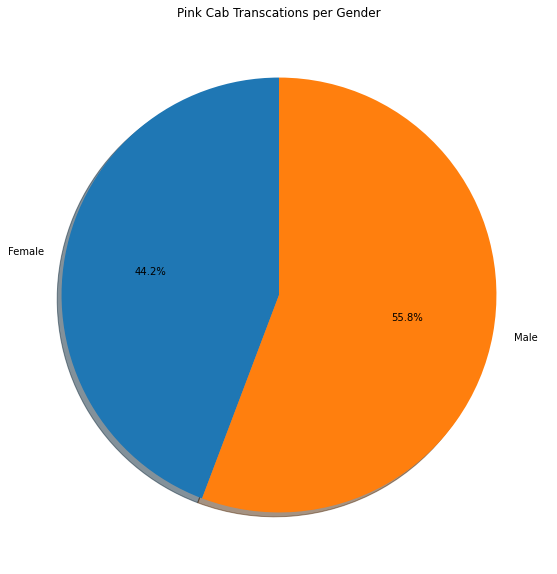 Pink Cab Transcations per Gender
Female
44.2%
55.8%
Male